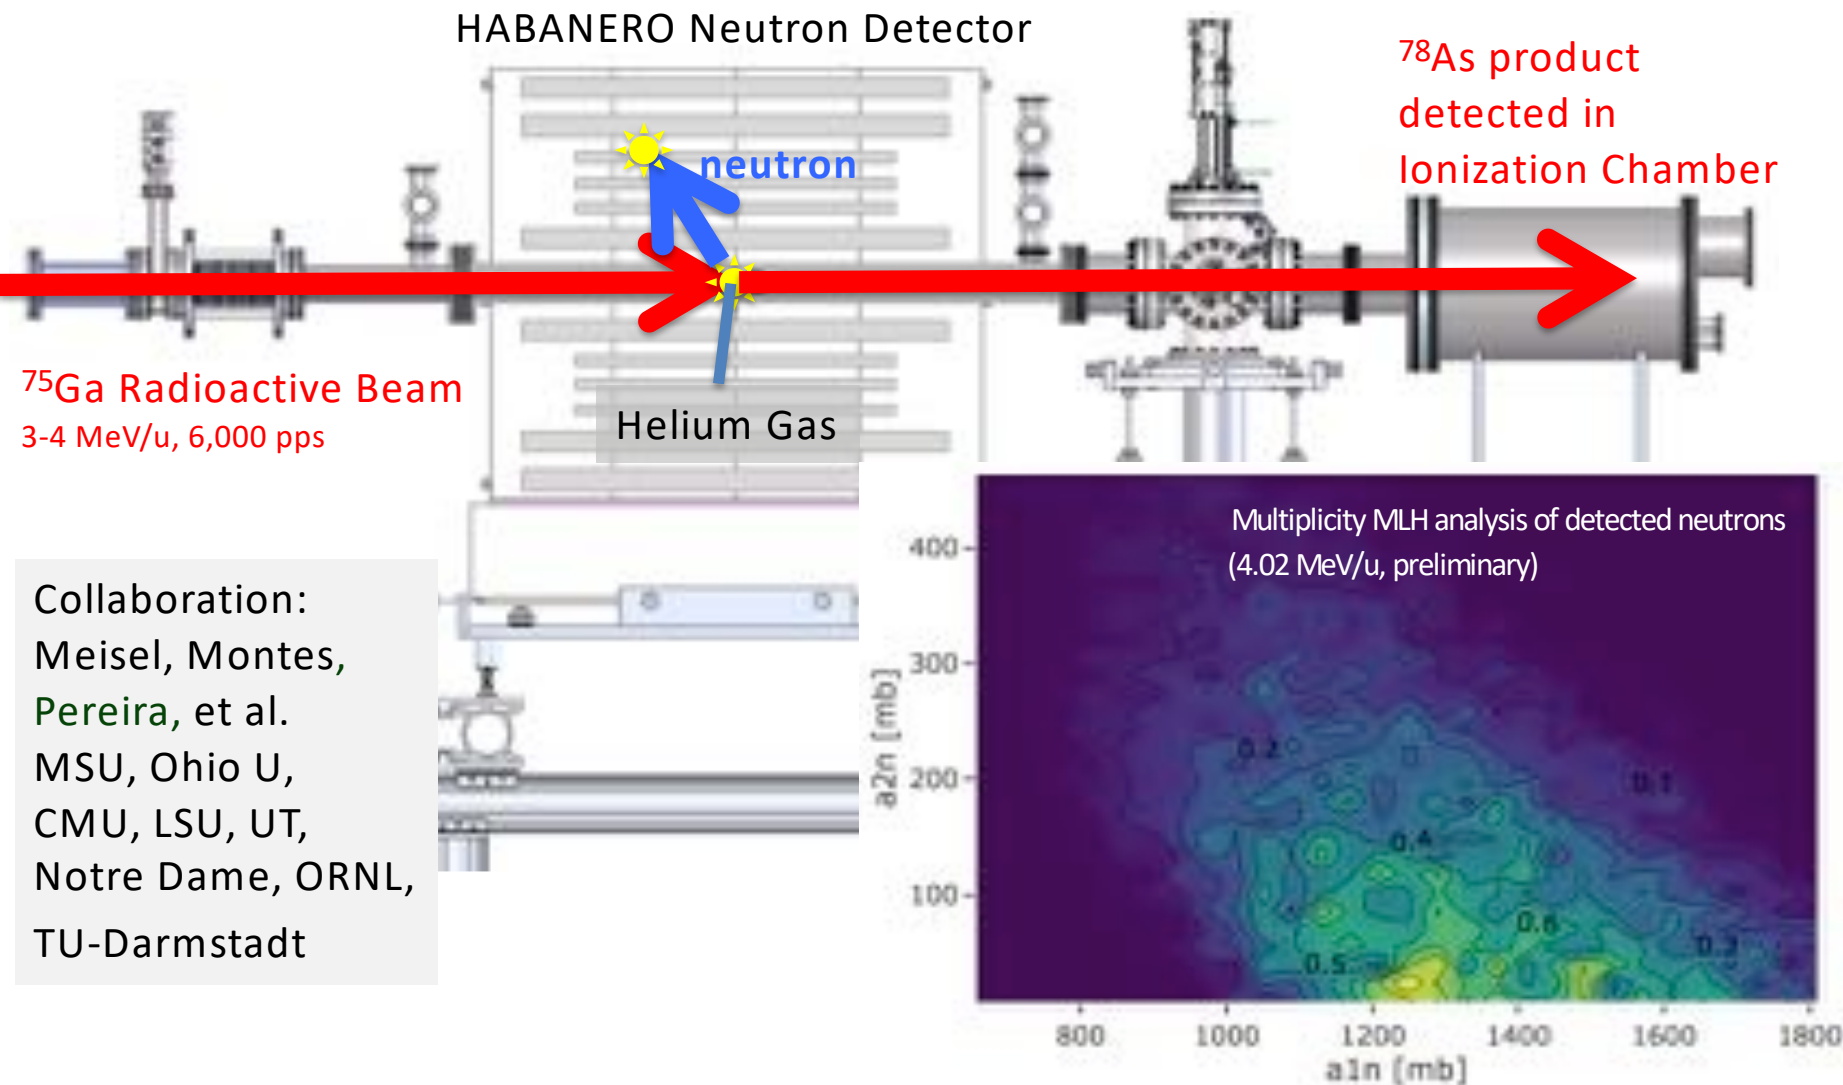 HABANERO Neutron Detector
⁷⁸As product
detected in
Ionization Chamber
neutron
⁷⁵Ga Radioactive Beam
3-4 MeV/u, 6,000 pps
Helium Gas
Collaboration:
Meisel, Montes,
Pereira, et al.
MSU, Ohio U,
CMU, LSU, UT,
Notre Dame, ORNL,
TU-Darmstadt
Multiplicity MLH analysis of detected neutrons
(4.02 MeV/u, preliminary)
400
300
200
100
a2n [mb]
0.2
0.1
0.4
0.6
0.5
800
1000
1200
1400
1600
1800
a1n [mb]